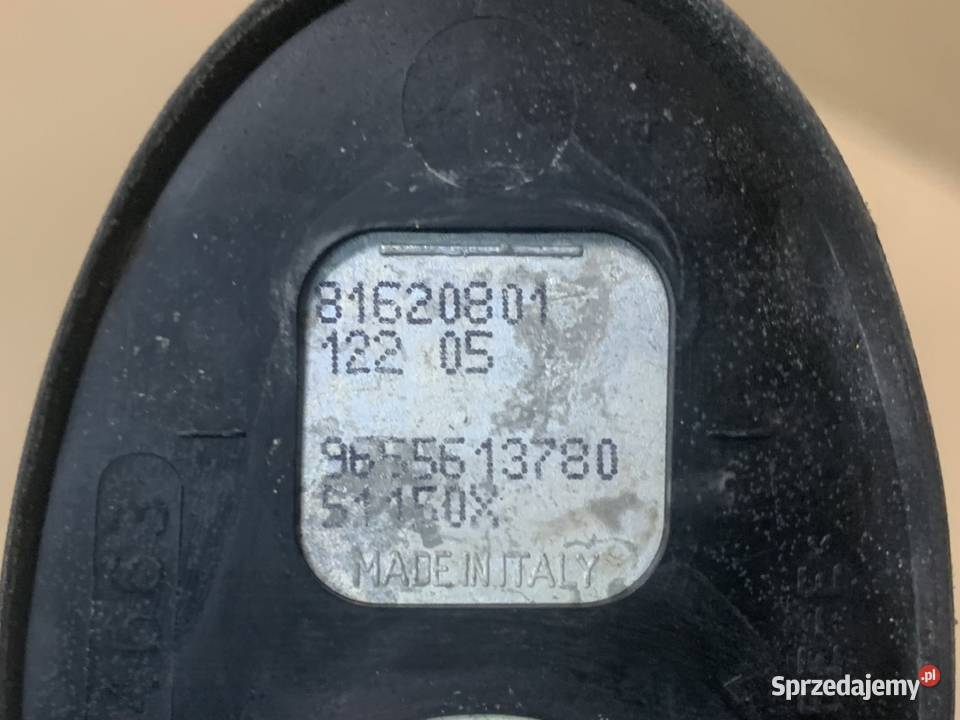 81620801
122 05
9655613780
51150X
MADE IN ITALY
Sprzedajemy.pl